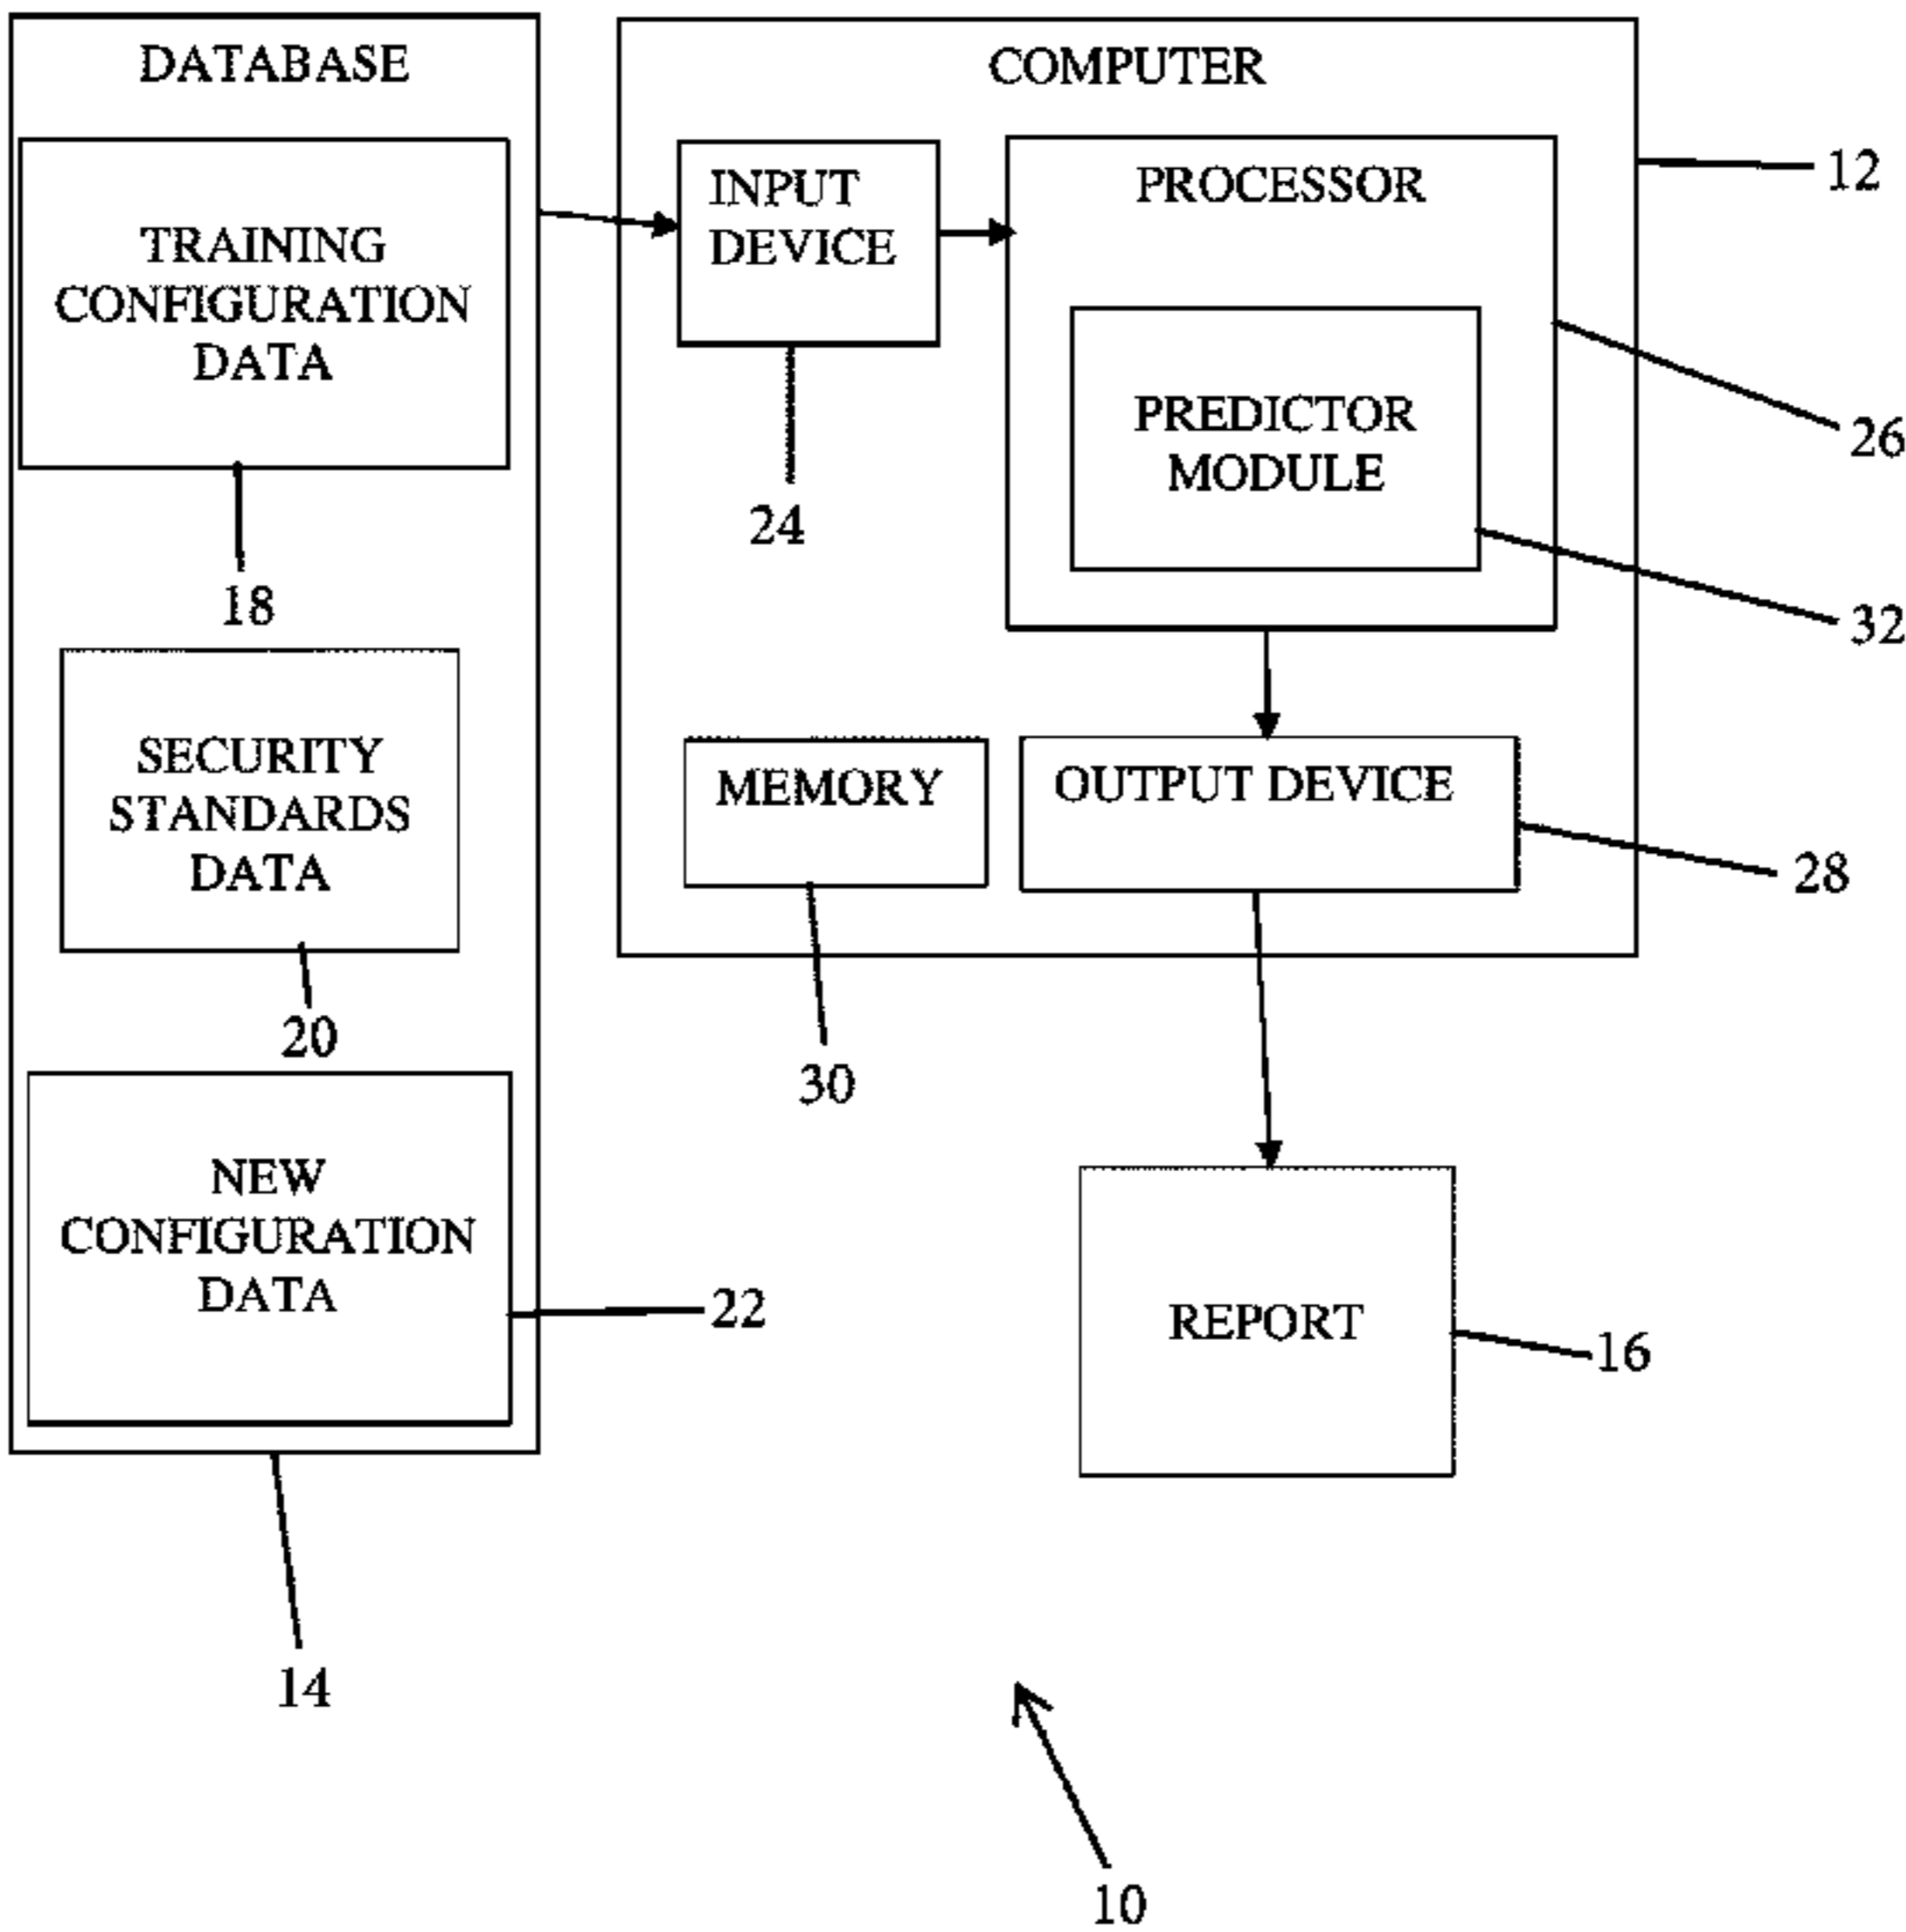 DATABASE
TRAINING
CONFIGURATION
DATA
18
SECURITY
STANDARDS
DATA
20
NEW
CONFIGURATION
DATA
22
14
COMPUTER
12
INPUT
DEVICE
24
PROCESSOR
26
PREDICTOR
MODULE
32
MEMORY
30
OUTPUT DEVICE
28
REPORT
16
10